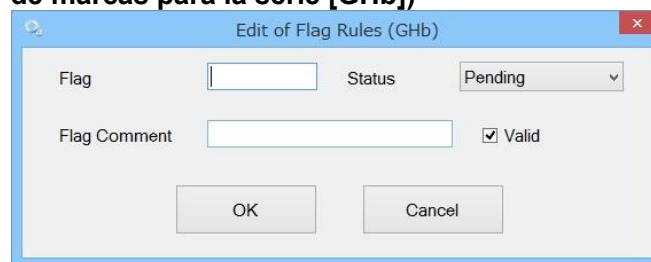 de marcas para la serie [GHb])
Edit of Flag Rules (GHb)
Flag Status Pending
Flag Comment Valid
OK Cancel